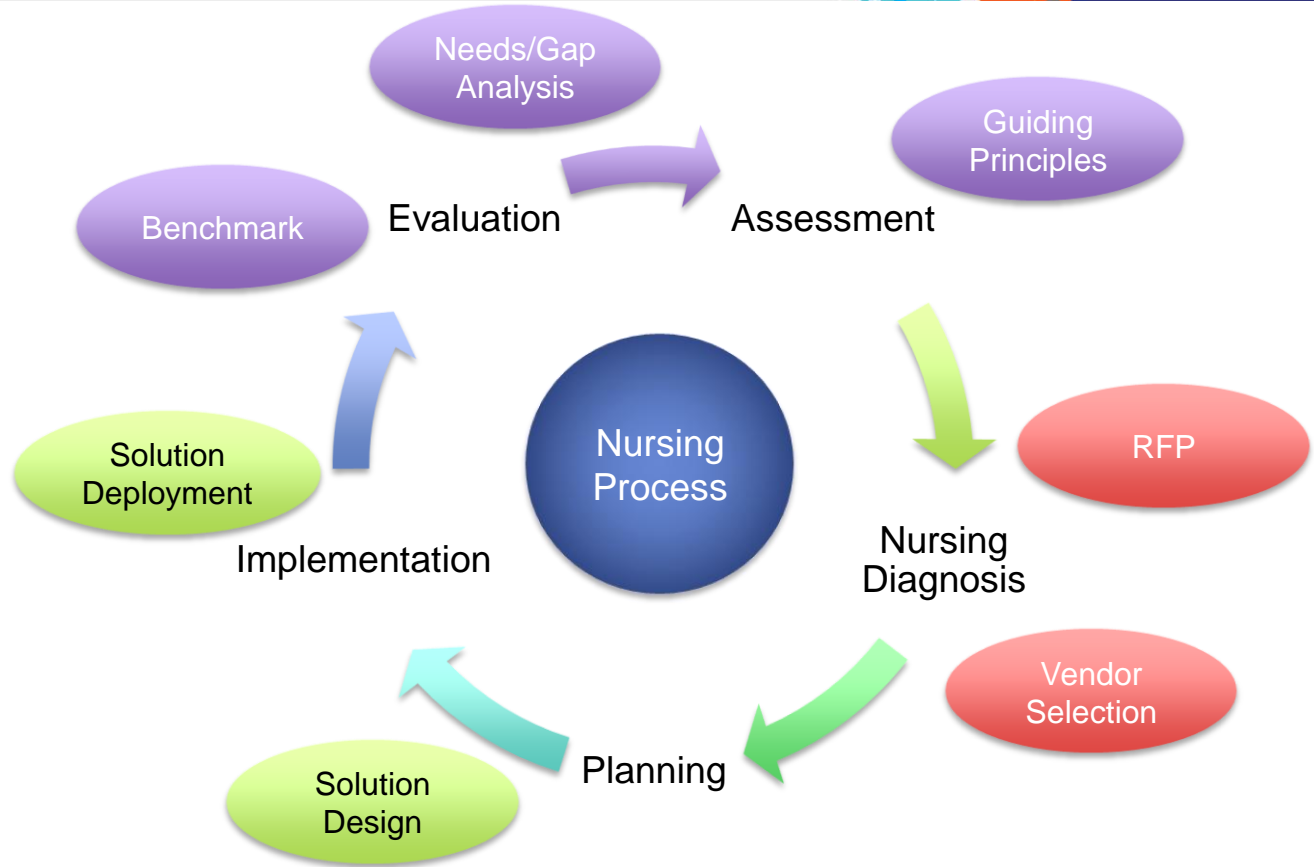 Needs/Gap
Analysis
Guiding
Principles
Benchmark
Evaluation
Assessment
Nursing
Process
RFP
Solution
Deployment
Implementation
Nursing
Diagnosis
Vendor
Selection
Planning
Solution
Design